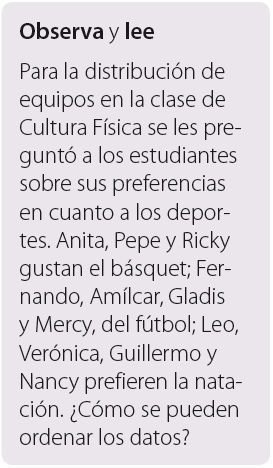 Observa y lee
Para la distribución de
equipos en la clase de
Cultura Física se les pre-
guntó a los estudiantes
sobre sus preferencias
en cuanto a los depor-
tes. Anita, Pepe y Ricky
gustan el básquet; Fer-
nando, Amílcar, Gladis
y Mercy, del fútbol; Leo,
Verónica, Guillermo y
Nancy prefieren la nata-
ción. ¿Cómo se pueden
ordenar los datos?